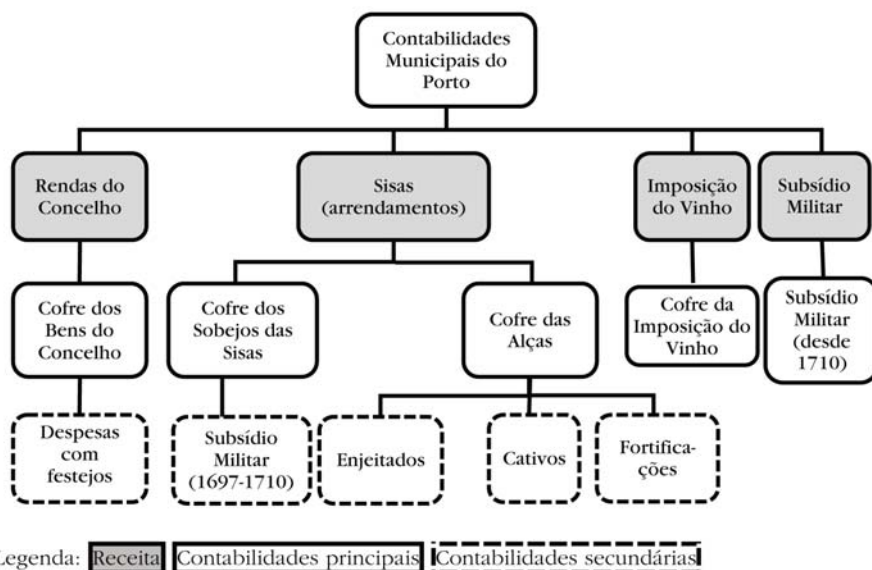 Contabilidades
Municipais do
Porto
Rendas do
Concelho
Sisas
(arrendamentos)
Imposição
do Vinho
Subsídio
Militar
Cofre dos
Bens do
Concelho
Cofre dos
Sobejos das
Sisas
Cofre das
Alças
Cofre da
Imposição do
Vinho
Subsídio
Militar
(desde
1710)
Despesas
com
festejos
Subsídio
Militar
(1697-1710)
Enjeitados
Cativos
Fortifica-
ções
Legenda: Receita Contabilidades principais Contabilidades secundárias